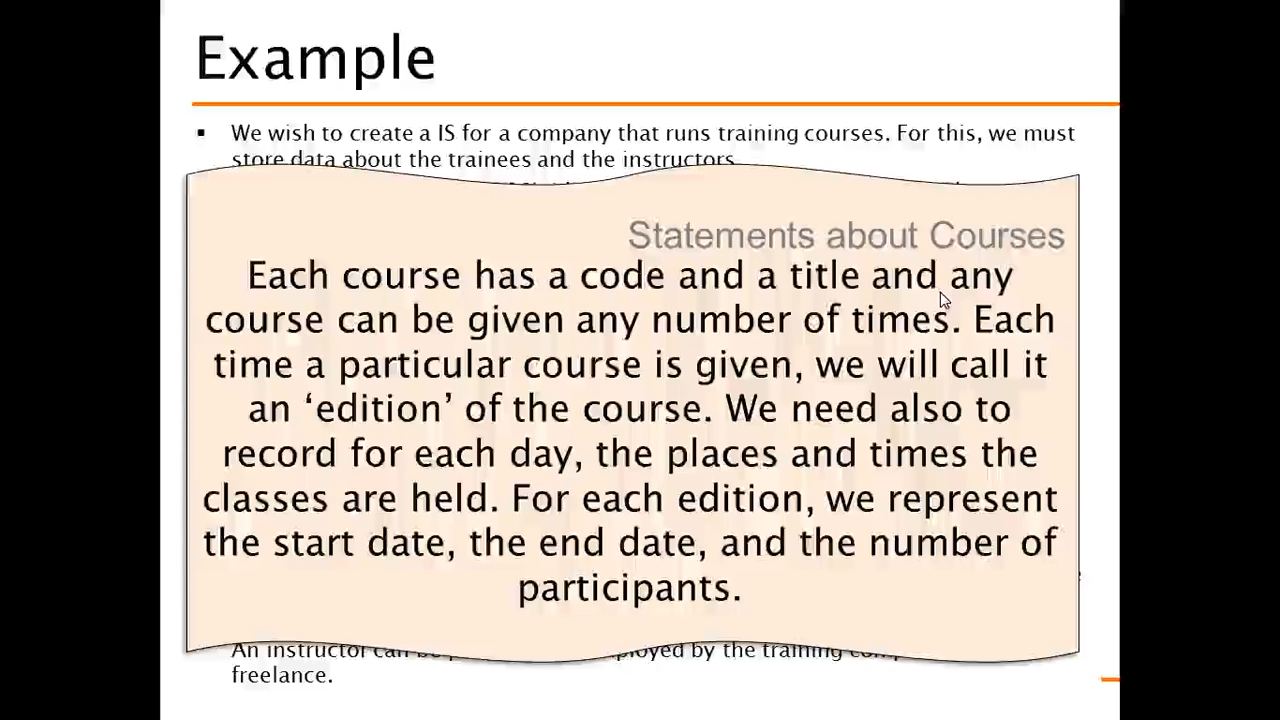 Example
▪ We wish to create a IS for a company that runs training courses. For this, we must
store data about the trainees and the instructors.
Statements about Courses
Each course has a code and a title and any
course can be given any number of times. Each
time a particular course is given, we will call it
an ‘edition’ of the course. We need also to
record for each day, the places and times the
classes are held. For each edition, we represent
the start date, the end date, and the number of
participants.
An instructor can be by the training
freelance.